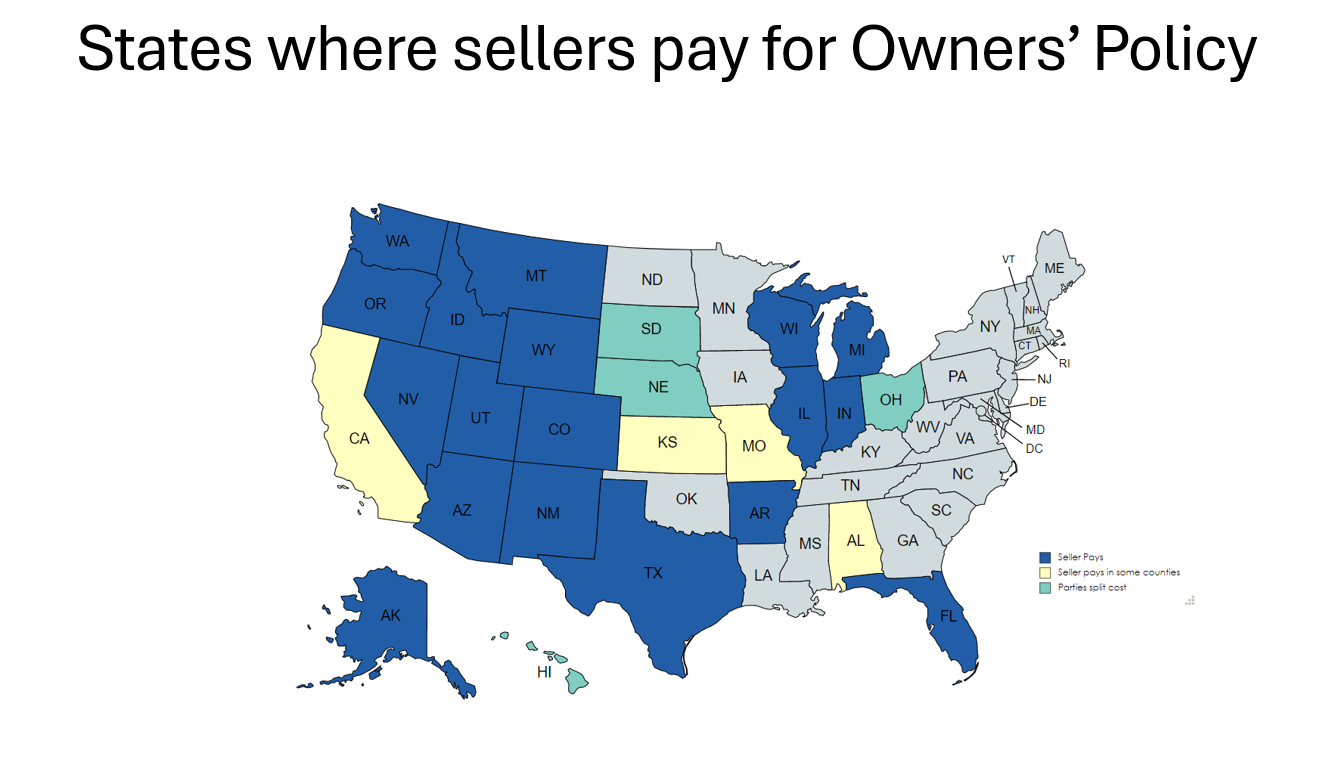 States where sellers pay for Owners’ Policy
WA
MT
ND
MN
ME
VT
OR
ID
WY
SD
WI
MI
NY
NH
MA
CT
RI
NV
UT
CO
NE
IA
IL
IN
OH
PA
NJ
DE
MD
DC
CA
KS
MO
KY
WV
VA
AZ
NM
OK
AR
TN
NC
SC
TX
LA
MS
AL
GA
FL
AK
HI
Seller Pays
Seller pays in some counties
Parties split cost